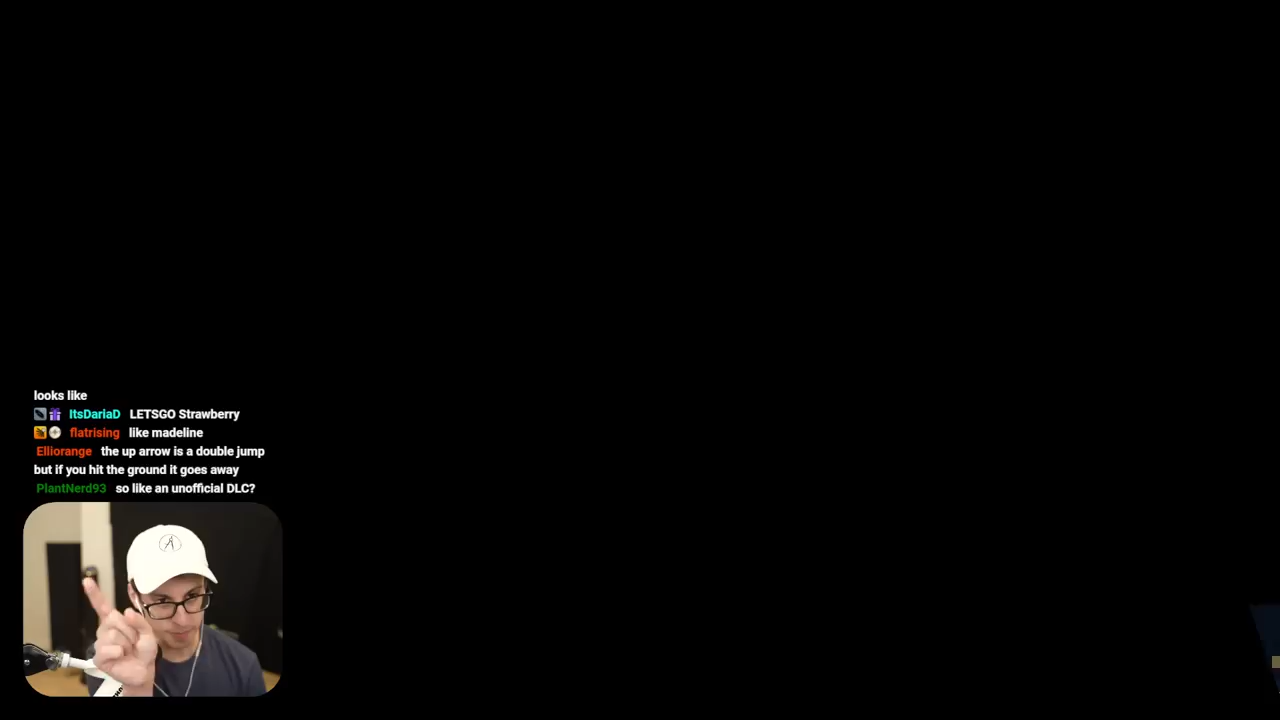 looks like
ItsDariaD LETSGO Strawberry
flatrising like madeline
Elliorange the up arrow is a double jump
but if you hit the ground it goes away
PlantNerd93 so like an unofficial DLC?